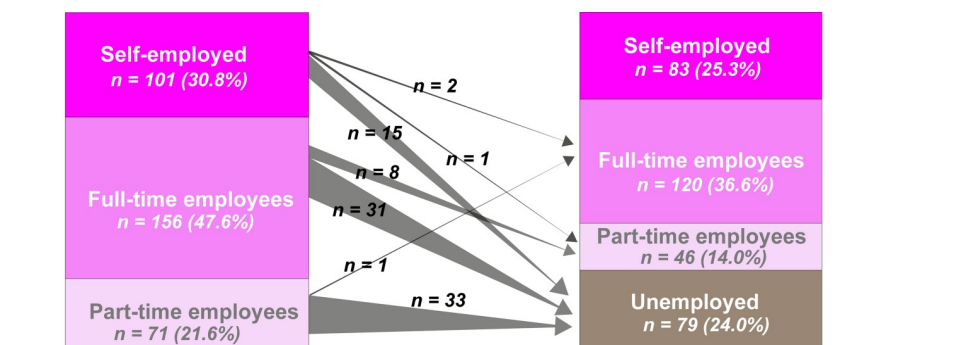 Self-employed
n = 101 (30.8%)
Full-time employees
n = 156 (47.6%)
Part-time employees
n = 71 (21.6%)
n = 2
n = 15
n = 1
n = 8
n = 31
n = 1
n = 33
Self-employed
n = 83 (25.3%)
Full-time employees
n = 120 (36.6%)
Part-time employees
n = 46 (14.0%)
Unemployed
n = 79 (24.0%)